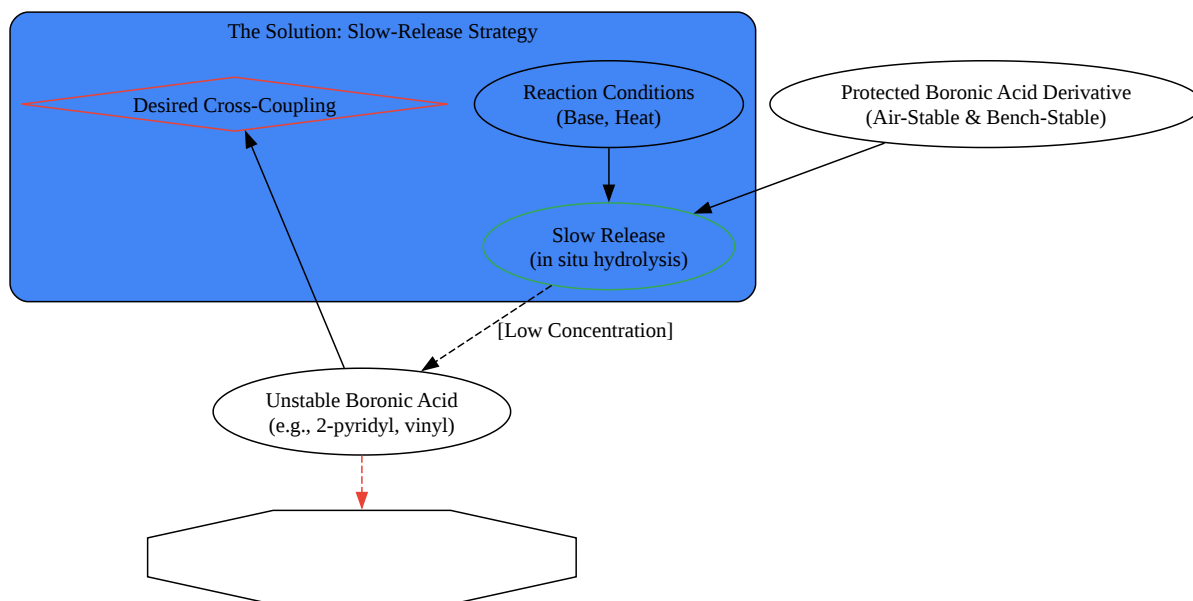 The Solution: Slow-Release Strategy
Desired Cross-Coupling
Reaction Conditions
(Base, Heat)
Protected Boronic Acid Derivative
(Air-Stable & Bench-Stable)
Slow Release
(in situ hydrolysis)
[Low Concentration]
Unstable Boronic Acid
(e.g., 2-pyridyl, vinyl)